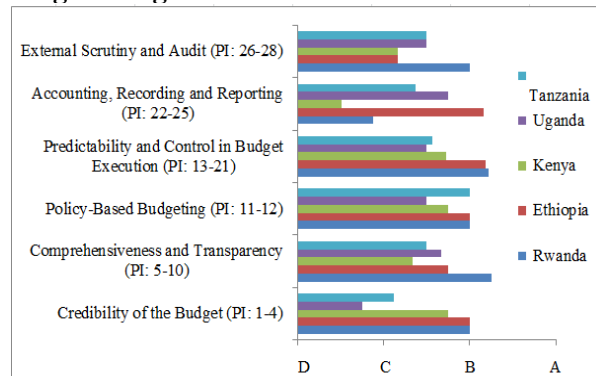 External Scrutiny and Audit (PI: 26-28)
Accounting, Recording and Reporting
(PI: 22-25)
Predictability and Control in Budget
Execution (PI: 13-21)
Policy-Based Budgeting (PI: 11-12)
Comprehensiveness and Transparency
(PI: 5-10)
Credibility of the Budget (PI: 1-4)
D C B A
Tanzania
Uganda
Kenya
Ethiopia
Rwanda